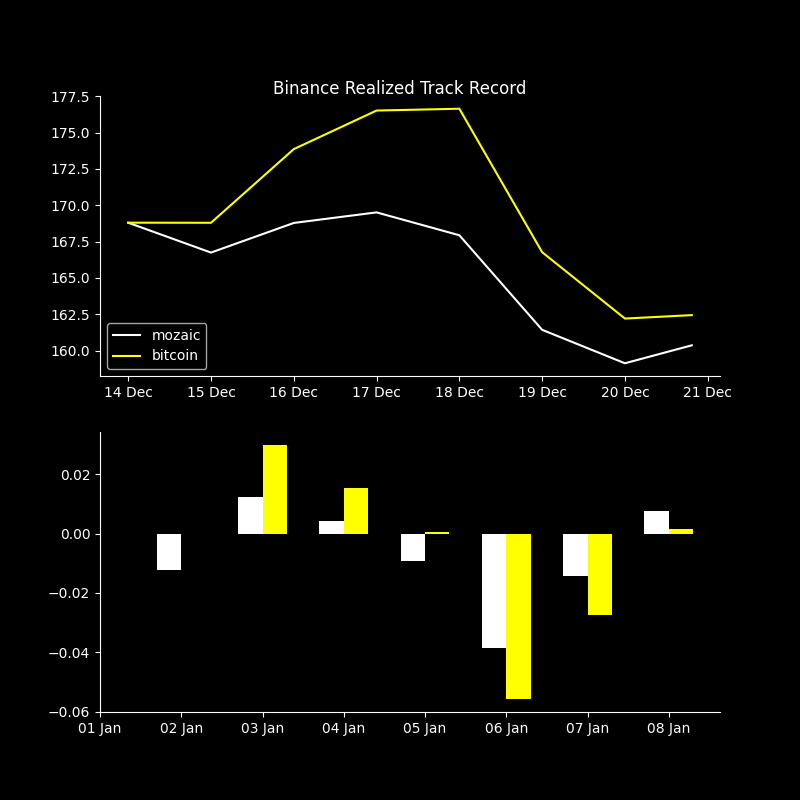 Binance Realized Track Record
177.5
175.0
172.5
170.0
167.5
165.0
162.5
160.0
mozaic
bitcoin
14 Dec 15 Dec 16 Dec 17 Dec 18 Dec 19 Dec 20 Dec 21 Dec
0.02
0.00
−0.02
−0.04
−0.06
01 Jan 02 Jan 03 Jan 04 Jan 05 Jan 06 Jan 07 Jan 08 Jan